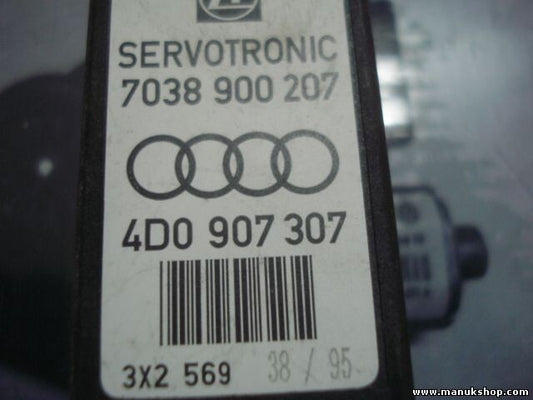 SERVOTRONIC
7038 900 207
4D0 907 307
3X2 569 38 / 95
www.manukshop.com